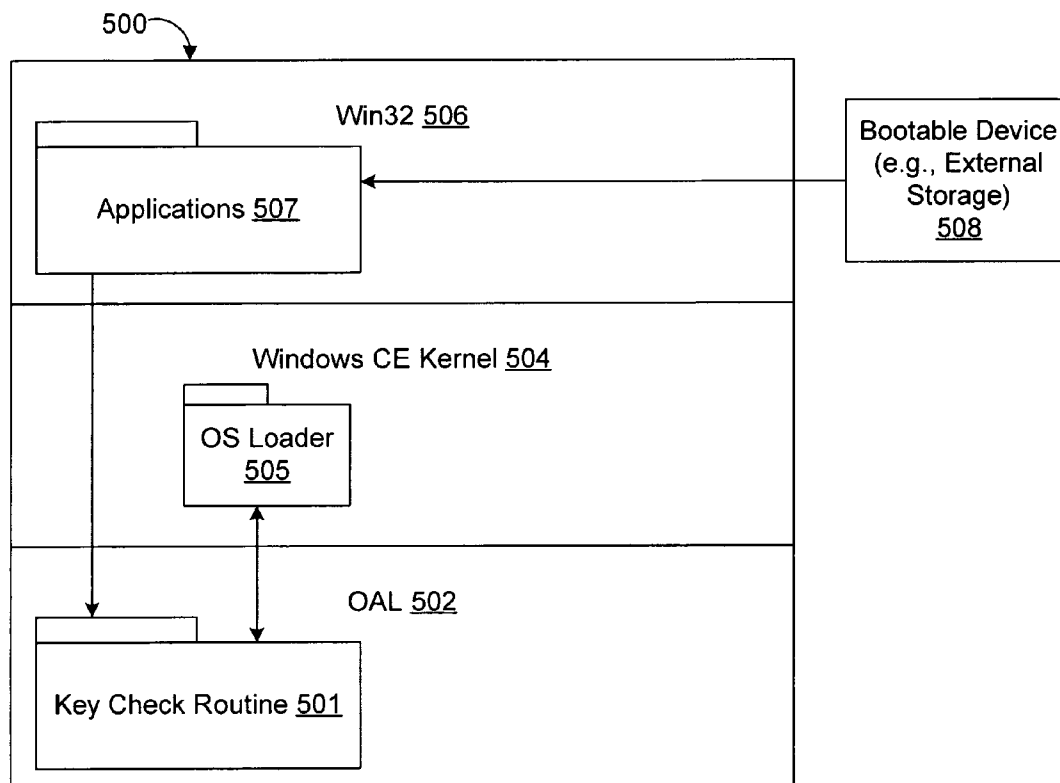 500
Win32 506
Bootable Device
(e.g., External
Storage)
508
Applications 507
Windows CE Kernel 504
OS Loader
505
OAL 502
Key Check Routine 501